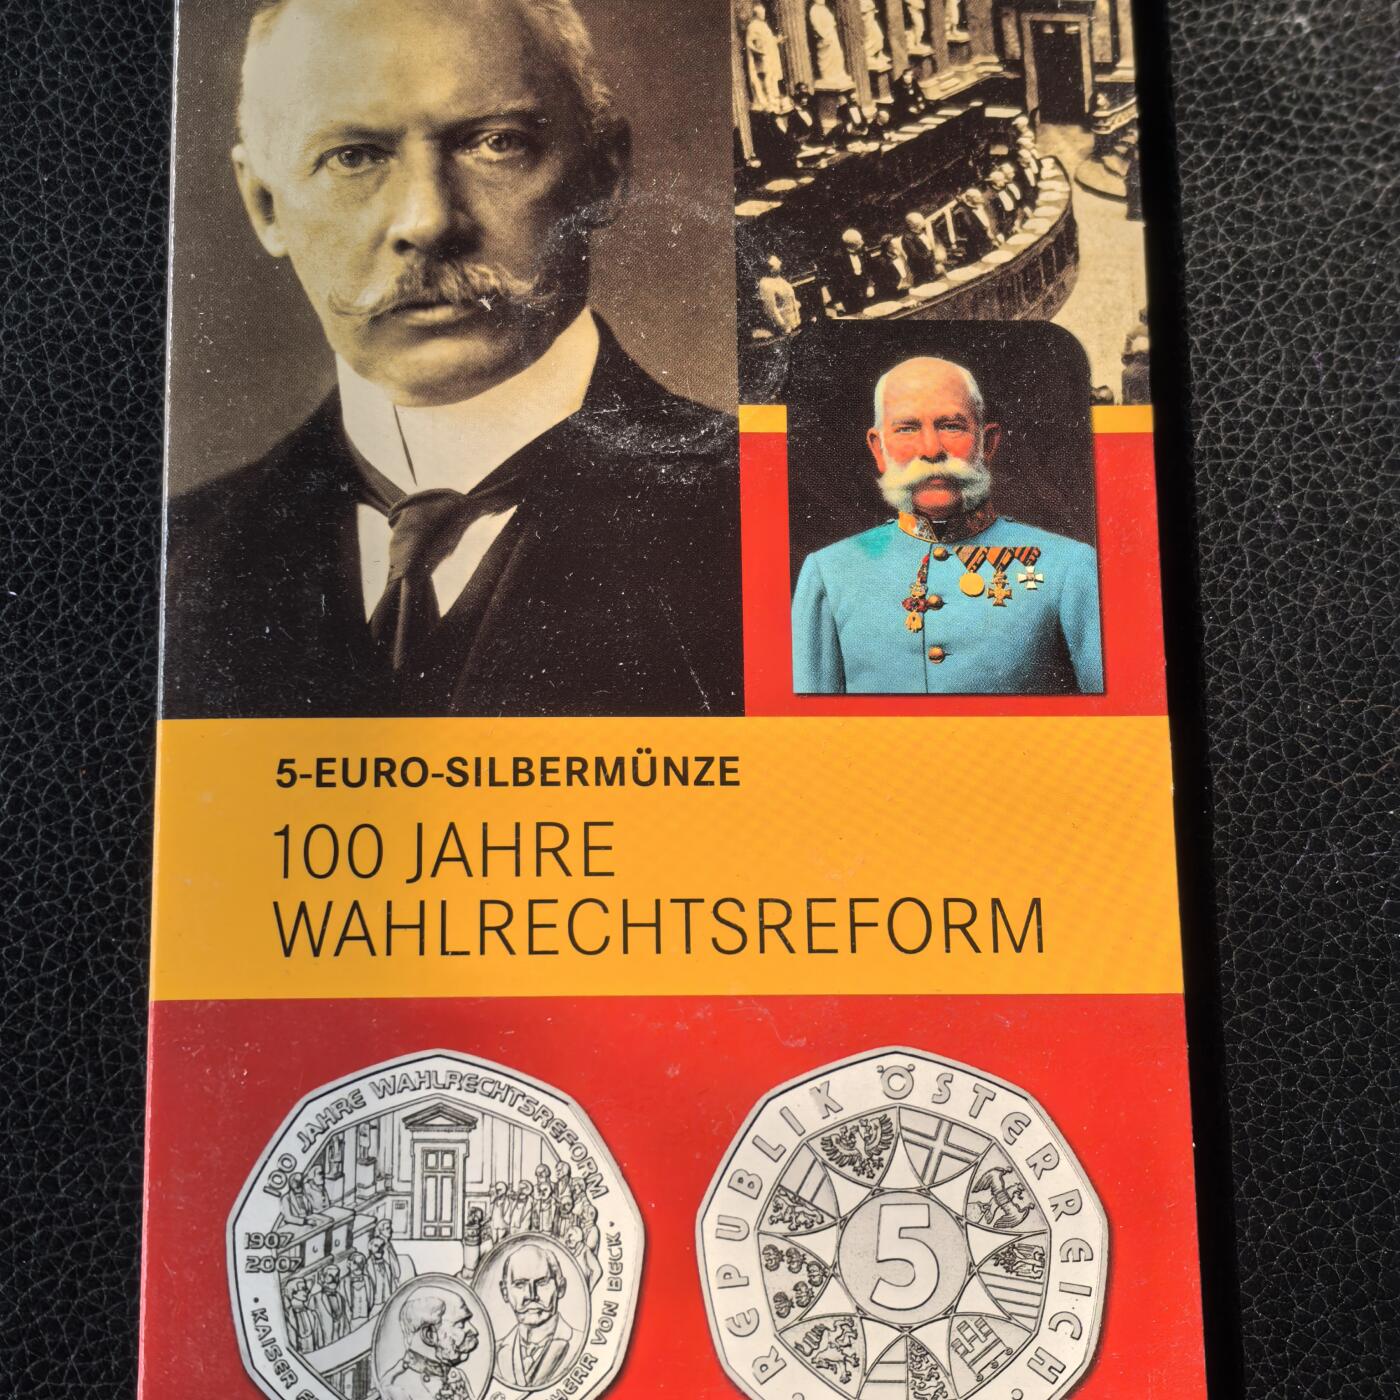 5-EURO-SILBERMÜNZE
100 JAHRE
WAHLRECHTSREFORM
100 JAHRE WAHLRECHTSREFORM
1907
2007
· KAISER
HERR VON BECK ·
REPUBLIK ÖSTERREICH
5